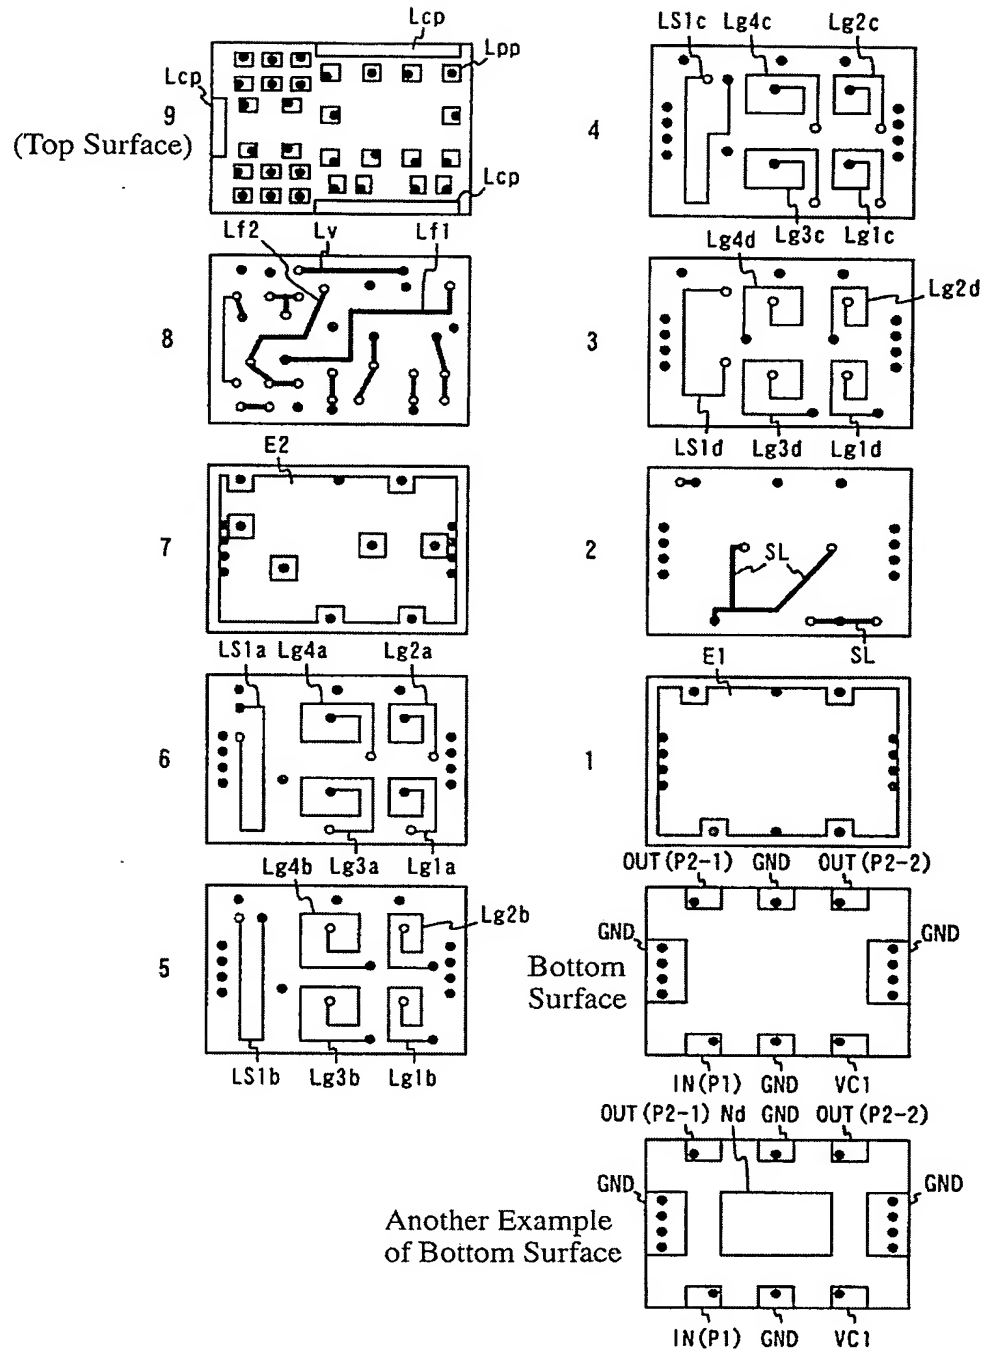 Lcp
Lpp
Lcp
9
(Top Surface)
Lcp
Lf2 Lv Lf1
8
E2
7
LS1a Lg4a Lg2a
6
Lg3a Lg1a
Lg4b
Lg2b
5
LS1b Lg3b Lg1b
LS1c Lg4c Lg2c
4
Lg3c Lg1c
Lg4d
Lg2d
3
LS1d Lg3d Lg1d
2
SL
SL
E1
1
OUT(P2-1) GND OUT(P2-2)
GND GND
Bottom
Surface
IN(P1) GND VC1
OUT(P2-1) Nd GND OUT(P2-2)
GND GND
Another Example
of Bottom Surface
IN(P1) GND VC1